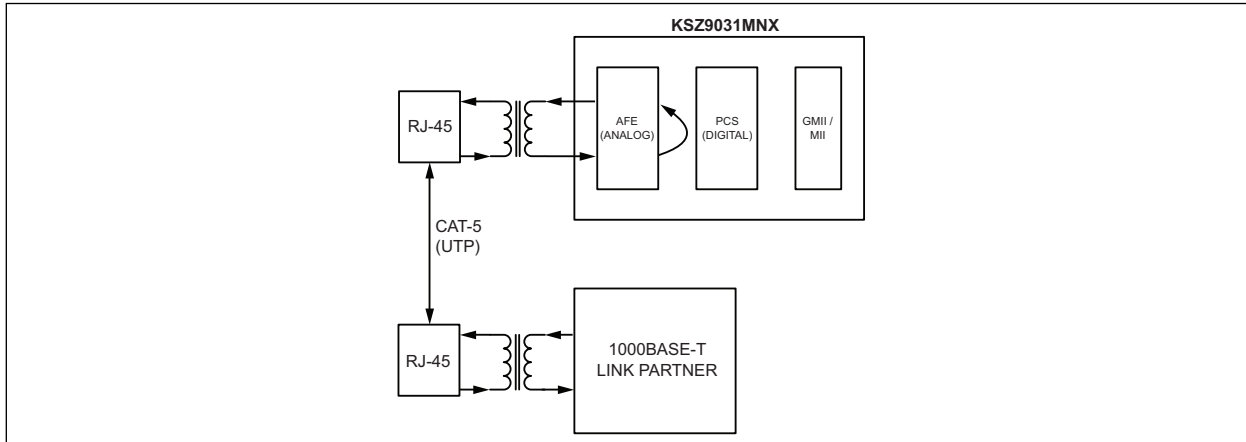 KSZ9031MNX
RJ-45
AFE
(ANALOG)
PCS
(DIGITAL)
GMII /
MII
CAT-5
(UTP)
RJ-45
1000BASE-T
LINK PARTNER